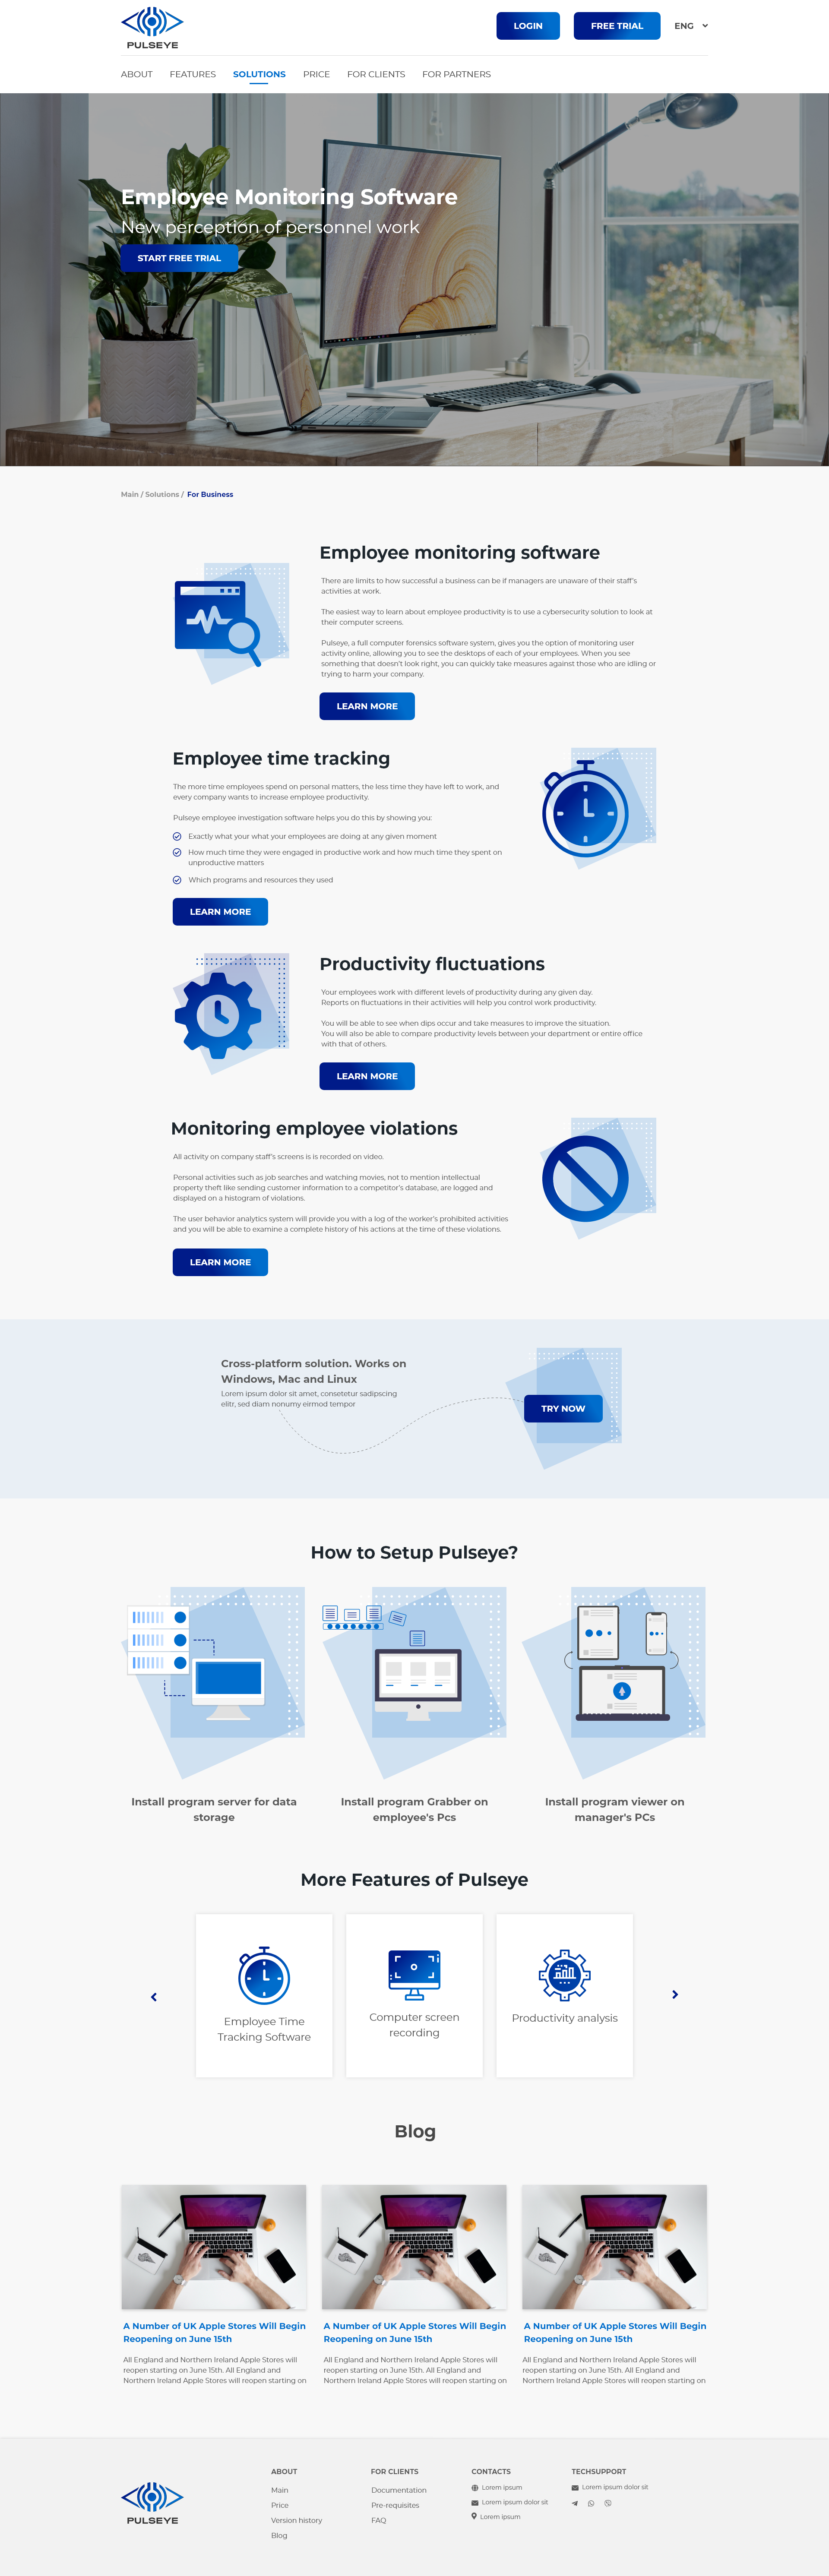 PULSEYE
LOGIN
FREE TRIAL
ENG
ABOUT
FEATURES
SOLUTIONS
PRICE
FOR CLIENTS
FOR PARTNERS
Employee Monitoring Software
New perception of personnel work
START FREE TRIAL
Main / Solutions / For Business
Employee monitoring software
There are limits to how successful a business can be if managers are unaware of their staff's
activities at work.
The easiest way to learn about employee productivity is to use a cybersecurity solution to look at
their computer screens.
Pulseye, a full computer forensics software system, gives you the option of monitoring user
activity online, allowing you to see the desktops of each of your employees. When you see
something that doesn't look right, you can quickly take measures against those who are idling or
trying to harm your company.
LEARN MORE
Employee time tracking
The more time employees spend on personal matters, the less time they have left to work, and
every company wants to increase employee productivity.
Pulseye employee investigation software helps you do this by showing you:
Exactly what your what your employees are doing at any given moment
How much time they were engaged in productive work and how much time they spent on
unproductive matters
Which programs and resources they used
LEARN MORE
Productivity fluctuations
Your employees work with different levels of productivity during any given day.
Reports on fluctuations in their activities will help you control work productivity.
You will be able to see when dips occur and take measures to improve the situation.
You will also be able to compare productivity levels between your department or entire office
with that of others.
LEARN MORE
Monitoring employee violations
All activity on company staff's screens is is recorded on video.
Personal activities such as job searches and watching movies, not to mention intellectual
property theft like sending customer information to a competitor's database, are logged and
displayed on a histogram of violations.
The user behavior analytics system will provide you with a log of the worker's prohibited activities
and you will be able to examine a complete history of his actions at the time of these violations.
LEARN MORE
Cross-platform solution. Works on
Windows, Mac and Linux
Lorem ipsum dolor sit amet, consetetur sadipscing
elitr, sed diam nonumy eirmod tempor
TRY NOW
How to Setup Pulseye?
Install program server for data
storage
Install program Grabber on
employee's Pcs
Install program viewer on
manager's PCs
More Features of Pulseye
Employee Time
Tracking Software
Computer screen
recording
Productivity analysis
Blog
A Number of UK Apple Stores Will Begin
Reopening on June 15th
All England and Northern Ireland Apple Stores will
reopen starting on June 15th. All England and
Northern Ireland Apple Stores will reopen starting on
A Number of UK Apple Stores Will Begin
Reopening on June 15th
All England and Northern Ireland Apple Stores will
reopen starting on June 15th. All England and
Northern Ireland Apple Stores will reopen starting on
A Number of UK Apple Stores Will Begin
Reopening on June 15th
All England and Northern Ireland Apple Stores will
reopen starting on June 15th. All England and
Northern Ireland Apple Stores will reopen starting on
PULSEYE
ABOUT
Main
Price
Version history
Blog
FOR CLIENTS
Documentation
Pre-requisites
FAQ
CONTACTS
Lorem ipsum
Lorem ipsum dolor sit
Lorem ipsum
TECHSUPPORT
Lorem ipsum dolor sit